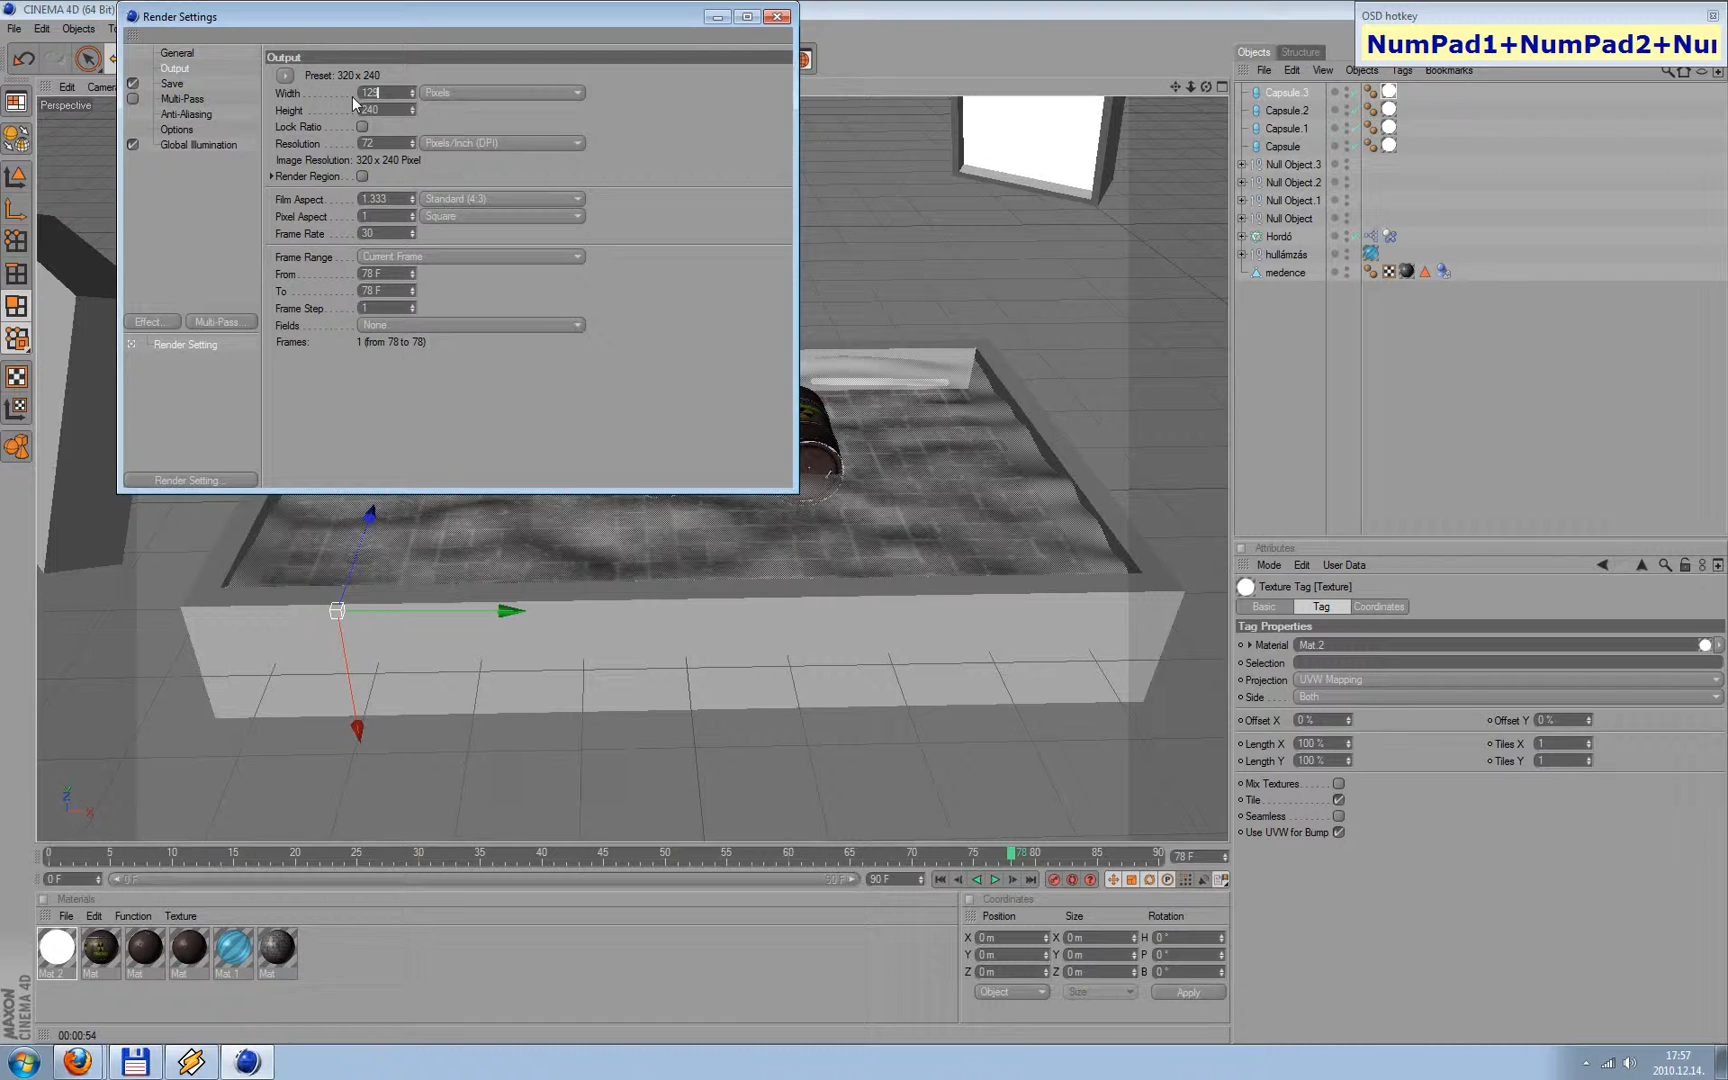 CINEMA 4D (64 Bit)
File Edit Objects
Render Settings
General
Output
Save
Multi-Pass
Anti-Aliasing
Options
Global Illumination
Effect... Multi-Pass...
Render Setting
Render Setting...
Output
Preset: 320 x 240
Width 129 Pixels
Height 240
Lock Ratio
Resolution 72 Pixels/Inch (DPI)
Image Resolution: 320 x 240 Pixel
Render Region
Film Aspect 1.333 Standard (4:3)
Pixel Aspect 1 Square
Frame Rate 30
Frame Range Current Frame
From 78 F
To 78 F
Frame Step 1
Fields None
Frames: 1 (from 78 to 78)
OSD hotkey
NumPad1+NumPad2+Nu
Objects Structure
File Edit View Objects Tags Bookmarks
Capsule.3
Capsule.2
Capsule.1
Capsule
Null Object.3
Null Object.2
Null Object.1
Null Object
Hordó
hullámzás
medence
Edit Camera
Perspective
Attributes
Mode Edit User Data
Texture Tag [Texture]
Basic Tag Coordinates
Tag Properties
Material Mat.2
Selection
Projection UVW Mapping
Side Both
Offset X 0 % Offset Y 0 %
Length X 100 % Tiles X 1
Length Y 100 % Tiles Y 1
Mix Textures
Tile
Seamless
Use UVW for Bump
Z X
0 5 10 15 20 25 30 35 40 45 50 55 60 65 70 75 78 80 85 90 78 F
0 F 0 F 90 F 90 F
Materials
File Edit Function Texture
Mat.2 Mat Mat Mat Mat.1 Mat
Coordinates
Position Size Rotation
X 0 m X 0 m H 0 °
Y 0 m Y 0 m P 0 °
Z 0 m Z 0 m B 0 °
Object Size Apply
MAXON
CINEMA 4D
00:00:54
17:57
2010.12.14.